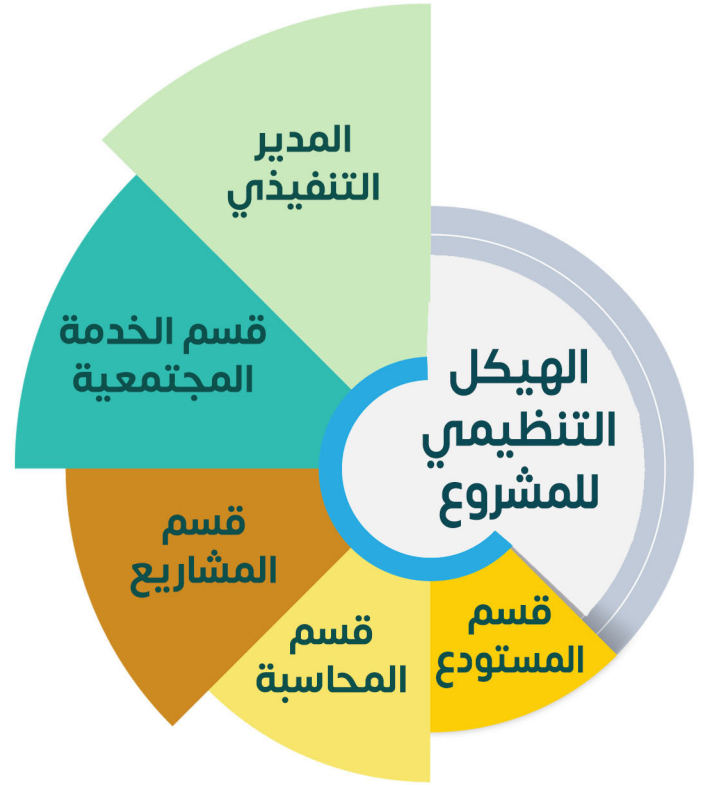 الهيكل
التنظيمي
للمشروع
المدير
التنفيذي
قسم الخدمة
المجتمعية
قسم
المشاريع
قسم
المحاسبة
قسم
المستودع